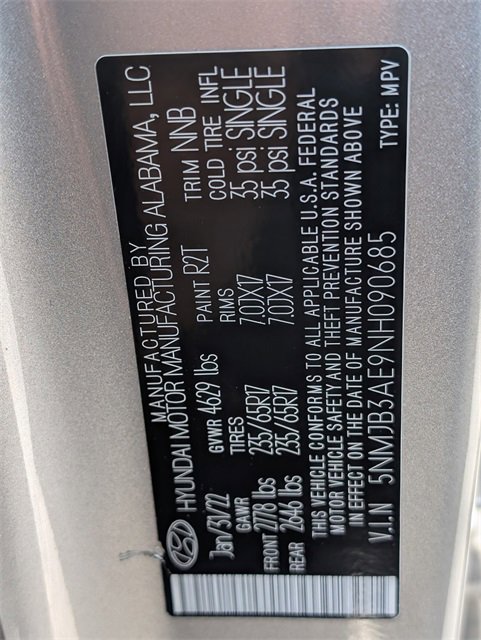 MANUFACTURED BY
HYUNDAI MOTOR MANUFACTURING ALABAMA, LLC
Jan/31/22 GVWR 4629 lbs PAINT R2T TRIM NNB
GAWR TIRES RIMS COLD TIRE INFL
FRONT 2778 lbs 235/65R17 7.0JX17 35 psi SINGLE
REAR 2646 lbs 235/65R17 7.0JX17 35 psi SINGLE
THIS VEHICLE CONFORMS TO ALL APPLICABLE U.S.A. FEDERAL
MOTOR VEHICLE SAFETY AND THEFT PREVENTION STANDARDS
IN EFFECT ON THE DATE OF MANUFACTURE SHOWN ABOVE
V.I.N 5NMJB3AE9NH090685 TYPE: MPV